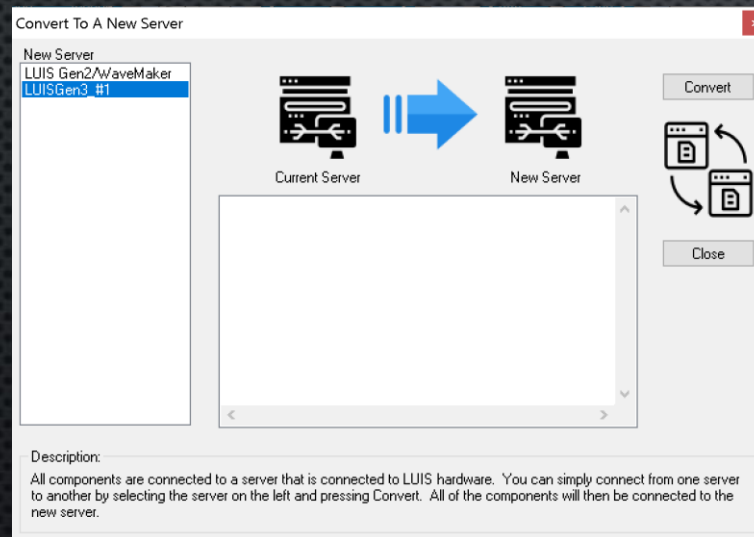 Convert To A New Server
New Server
LUIS Gen2/WaveMaker
LUISGen3_#1
Current Server
New Server
Convert
Close
Description:
All components are connected to a server that is connected to LUIS hardware.  You can simply connect from one server
to another by selecting the server on the left and pressing Convert.  All of the components will then be connected to the
new server.